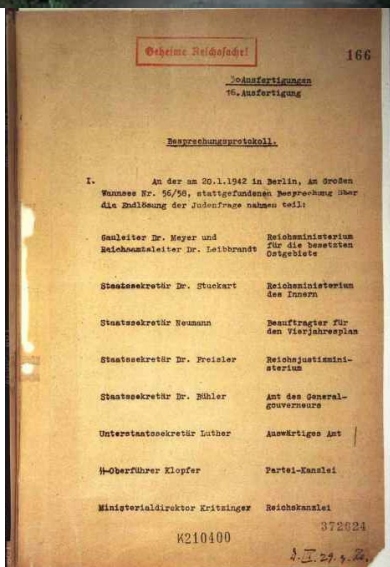 Geheime Reichssache!
166
30 Ausfertigungen
16. Ausfertigung
Besprechungsprotokoll.
I. An der am 20.1.1942 in Berlin, Am Großen
Wannsee Nr. 56/58, stattgefundenen Besprechung über
die Endlösung der Judenfrage nahmen teil:
Gauleiter Dr. Meyer und Reichsministerium
Reichsamtsleiter Dr. Leibbrandt für die besetzten
Ostgebiete
Staatssekretär Dr. Stuckart Reichsministerium
des Innern
Staatssekretär Neumann Beauftragter für
den Vierjahresplan
Staatssekretär Dr. Freisler Reichsjustizmini-
sterium
Staatssekretär Dr. Bühler Amt des General-
gouverneurs
Unterstaatssekretär Luther Auswärtiges Amt
SS-Oberführer Klopfer Partei-Kanzlei
Ministerialdirektor Kritzinger Reichskanzlei
372024
K210400